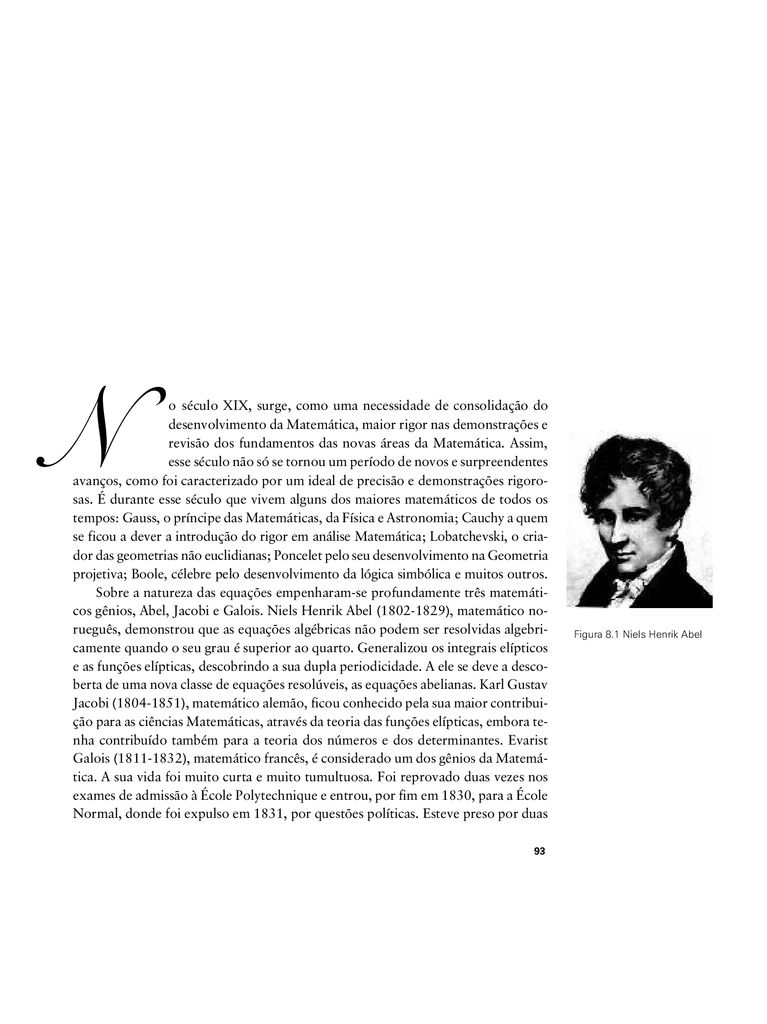 No século XIX, surge, como uma necessidade de consolidação do
desenvolvimento da Matemática, maior rigor nas demonstrações e
revisão dos fundamentos das novas áreas da Matemática. Assim,
esse século não só se tornou um período de novos e surpreendentes
avanços, como foi caracterizado por um ideal de precisão e demonstrações rigoro-
sas. É durante esse século que vivem alguns dos maiores matemáticos de todos os
tempos: Gauss, o príncipe das Matemáticas, da Física e Astronomia; Cauchy a quem
se ficou a dever a introdução do rigor em análise Matemática; Lobatchevski, o cria-
dor das geometrias não euclidianas; Poncelet pelo seu desenvolvimento na Geometria
projetiva; Boole, célebre pelo desenvolvimento da lógica simbólica e muitos outros.
Sobre a natureza das equações empenharam-se profundamente três matemáti-
cos gênios, Abel, Jacobi e Galois. Niels Henrik Abel (1802-1829), matemático no-
rueguês, demonstrou que as equações algébricas não podem ser resolvidas algebri-
camente quando o seu grau é superior ao quarto. Generalizou os integrais elípticos
e as funções elípticas, descobrindo a sua dupla periodicidade. A ele se deve a desco-
berta de uma nova classe de equações resolúveis, as equações abelianas. Karl Gustav
Jacobi (1804-1851), matemático alemão, ficou conhecido pela sua maior contribui-
ção para as ciências Matemáticas, através da teoria das funções elípticas, embora te-
nha contribuído também para a teoria dos números e dos determinantes. Evarist
Galois (1811-1832), matemático francês, é considerado um dos gênios da Matemá-
tica. A sua vida foi muito curta e muito tumultuosa. Foi reprovado duas vezes nos
exames de admissão à École Polytechnique e entrou, por fim em 1830, para a École
Normal, donde foi expulso em 1831, por questões políticas. Esteve preso por duas
Figura 8.1 Niels Henrik Abel
93